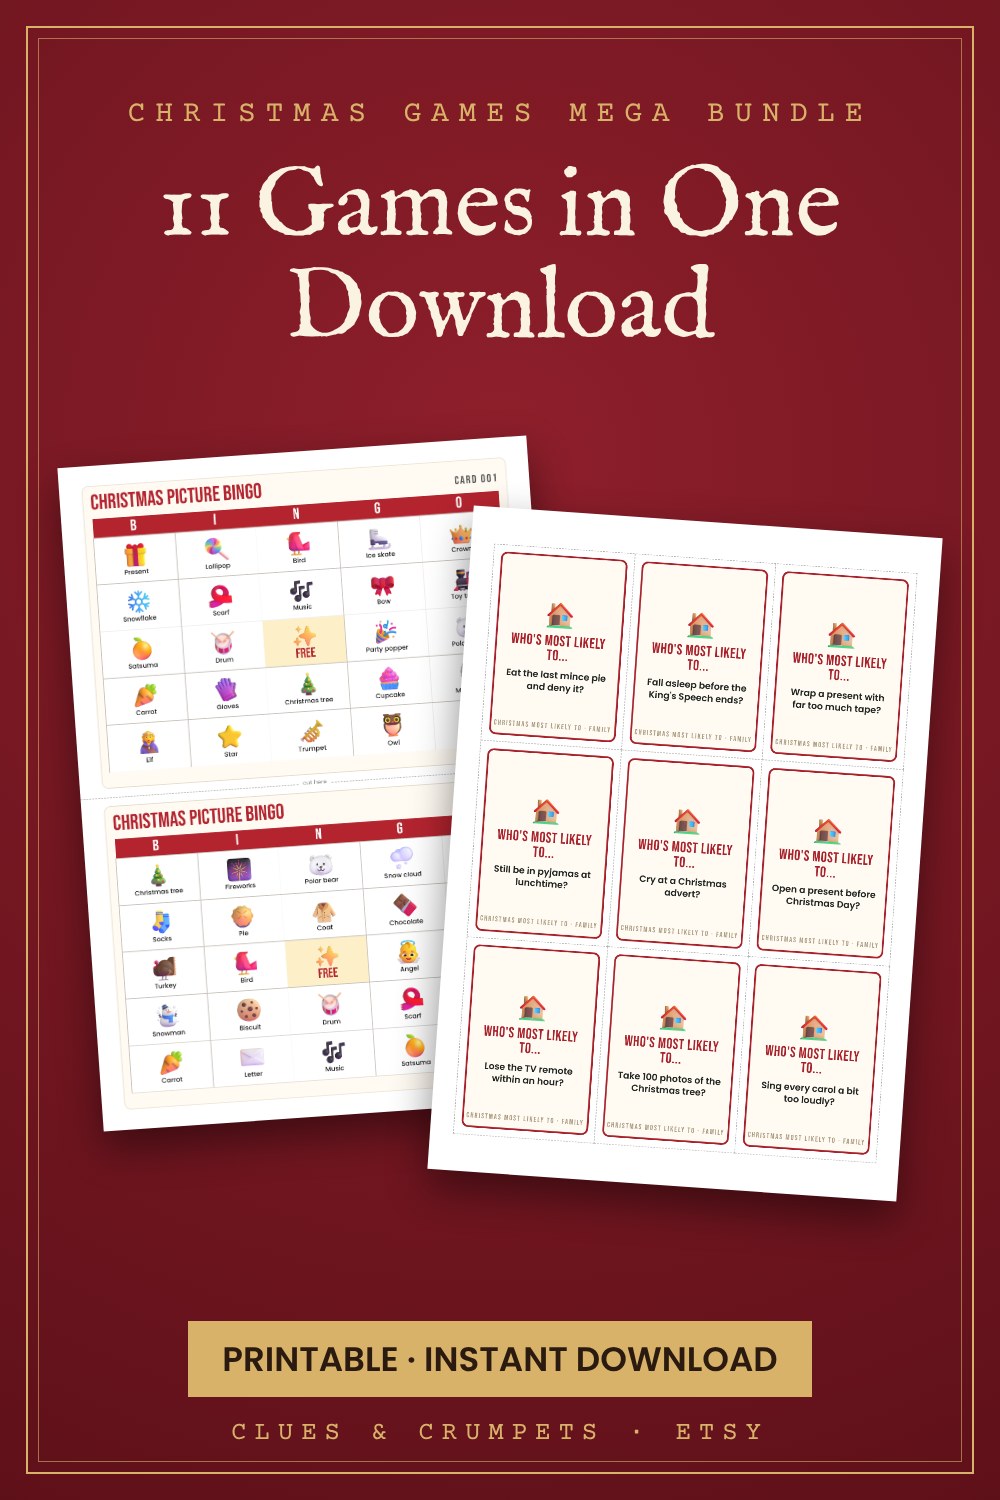 CHRISTMAS GAMES MEGA BUNDLE
11 Games in One
Download
CHRISTMAS PICTURE BINGO
CARD 001
B I N G O
Present Lollipop Bird Ice skate Crown
Snowflake Scarf Music Bow
Satsuma Drum FREE Party popper
Carrot Gloves Christmas tree Cupcake
Elf Star Trumpet Owl
cut here
CHRISTMAS PICTURE BINGO
B I N G
Christmas tree Fireworks Polar bear Snow cloud
Socks Pie Coat Chocolate
Turkey Bird FREE Angel
Snowman Biscuit Drum Scarf
Carrot Letter Music Satsuma
WHO'S MOST LIKELY
TO...
Eat the last mince pie
and deny it?
CHRISTMAS MOST LIKELY TO · FAMILY
WHO'S MOST LIKELY
TO...
Fall asleep before the
King's Speech ends?
CHRISTMAS MOST LIKELY TO · FAMILY
WHO'S MOST LIKELY
TO...
Wrap a present with
far too much tape?
CHRISTMAS MOST LIKELY TO · FAMILY
WHO'S MOST LIKELY
TO...
Still be in pyjamas at
lunchtime?
CHRISTMAS MOST LIKELY TO · FAMILY
WHO'S MOST LIKELY
TO...
Cry at a Christmas
advert?
CHRISTMAS MOST LIKELY TO · FAMILY
WHO'S MOST LIKELY
TO...
Open a present before
Christmas Day?
CHRISTMAS MOST LIKELY TO · FAMILY
WHO'S MOST LIKELY
TO...
Lose the TV remote
within an hour?
CHRISTMAS MOST LIKELY TO · FAMILY
WHO'S MOST LIKELY
TO...
Take 100 photos of the
Christmas tree?
CHRISTMAS MOST LIKELY TO · FAMILY
WHO'S MOST LIKELY
TO...
Sing every carol a bit
too loudly?
CHRISTMAS MOST LIKELY TO · FAMILY
PRINTABLE · INSTANT DOWNLOAD
CLUES & CRUMPETS · ETSY